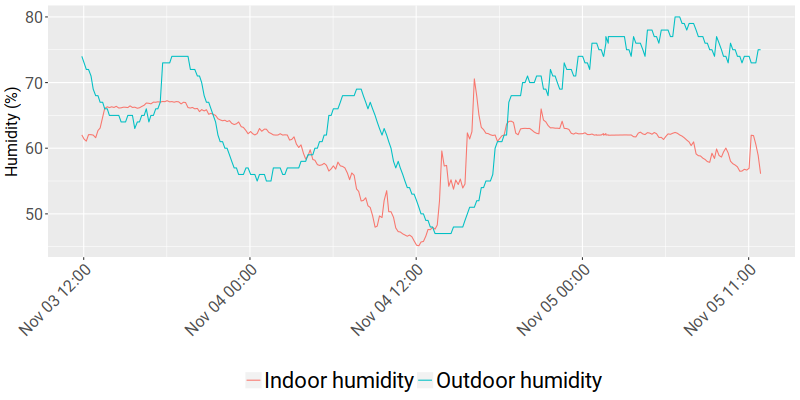 Humidity (%)
80
70
60
50
Nov 03 12:00
Nov 04 00:00
Nov 04 12:00
Nov 05 00:00
Nov 05 11:00
Indoor humidity Outdoor humidity